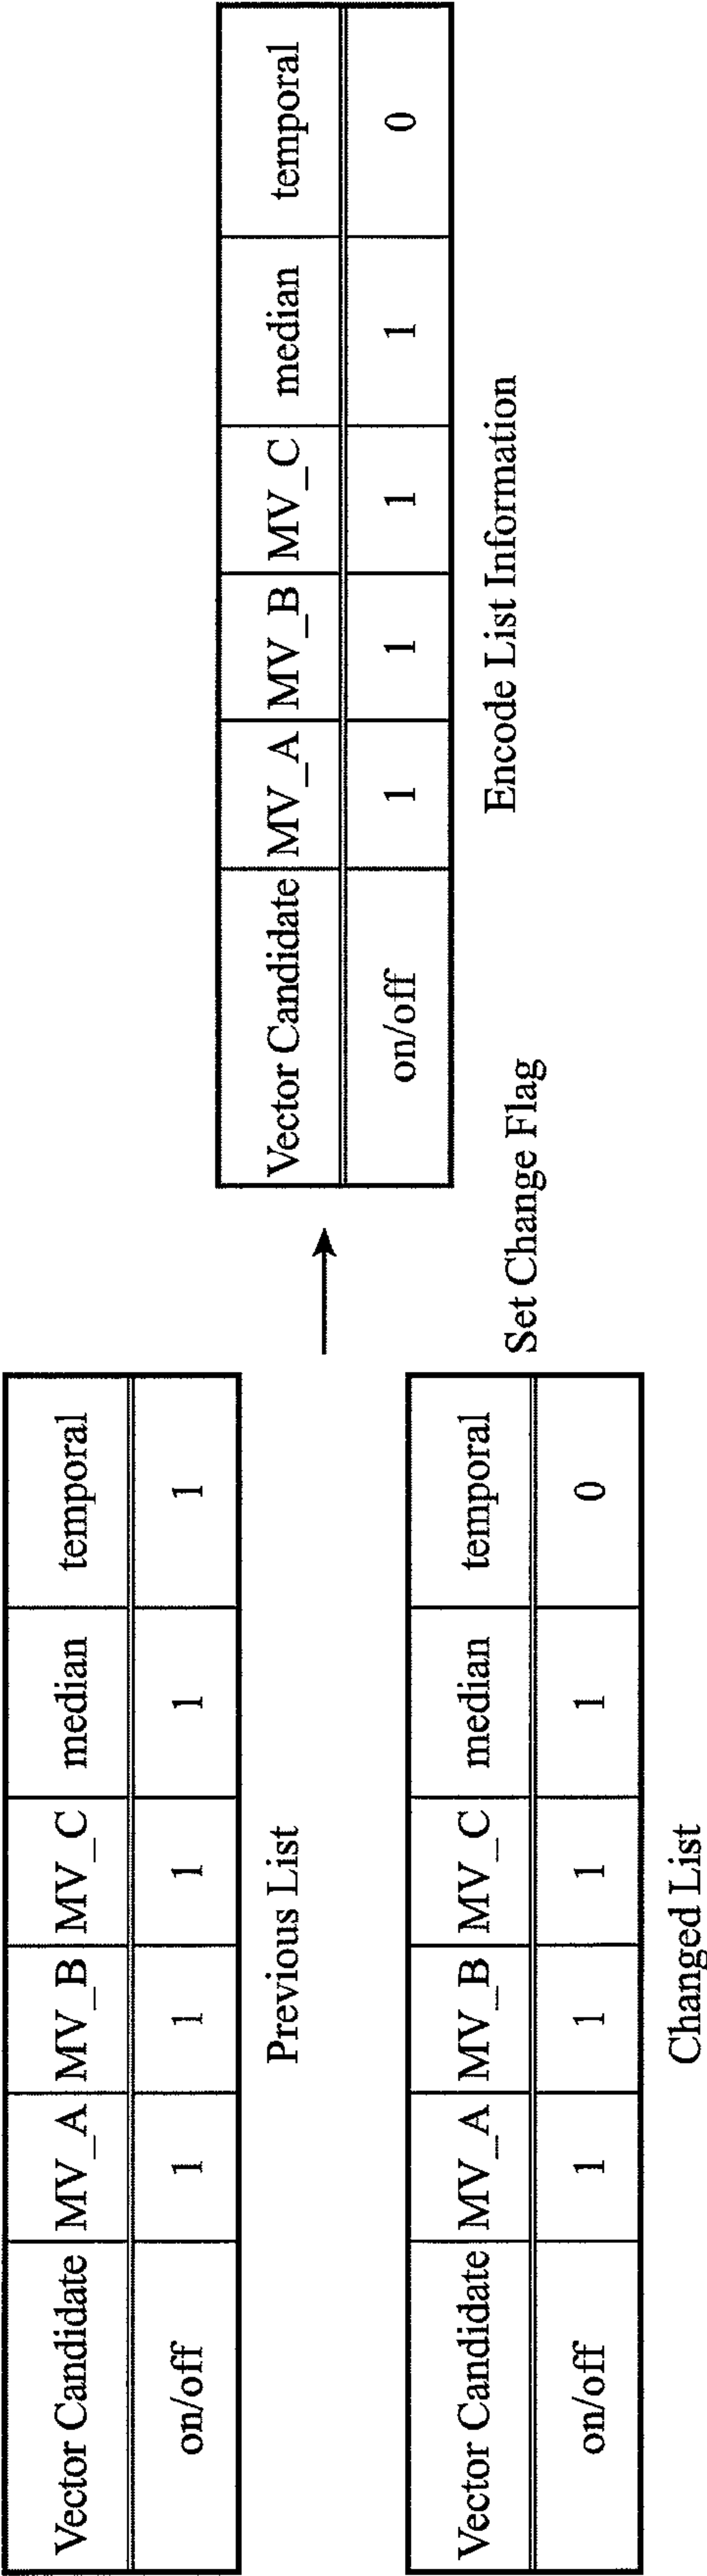 Vector Candidate MV_A MV_B MV_C median temporal
on/off 1 1 1 1 1
Previous List
Vector Candidate MV_A MV_B MV_C median temporal
on/off 1 1 1 1 0
Changed List
Set Change Flag
Vector Candidate MV_A MV_B MV_C median temporal
on/off 1 1 1 1 0
Encode List Information